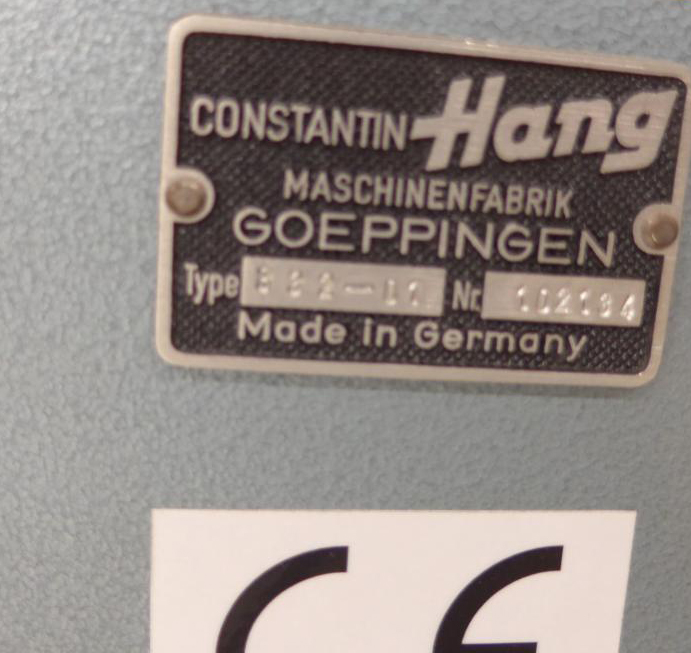 CONSTANTIN Hang
MASCHINENFABRIK
GOEPPINGEN
Type Nr.
Made in Germany
CE